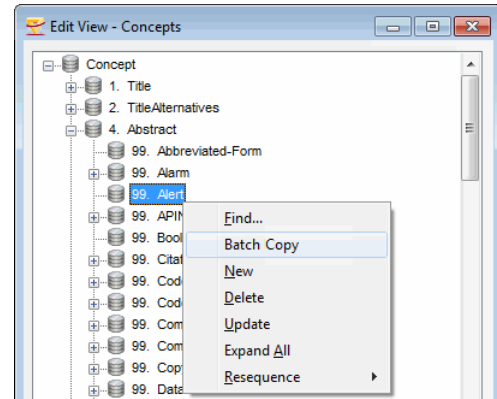 Edit View - Concepts
Concept
1. Title
2. TitleAlternatives
4. Abstract
99. Abbreviated-Form
99. Alarm
99. Alert
99. APIN
Find...
99. Bool
Batch Copy
99. Citat
New
99. Code
Delete
99. Code
Update
99. Com
Expand All
99. Com
Resequence
99. Cop
99. Data